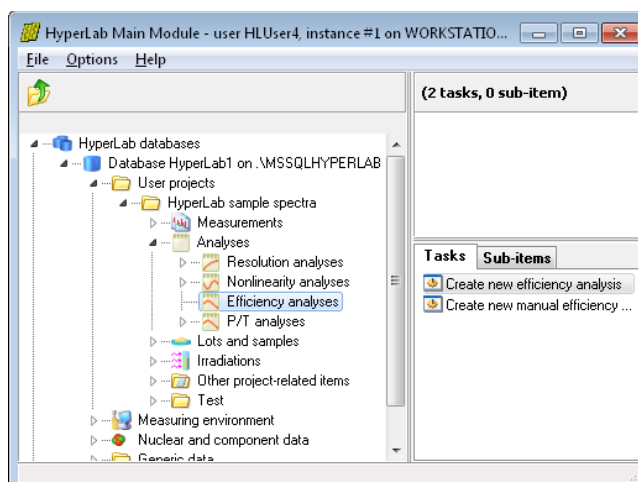 HyperLab Main Module - user HLUser4, instance #1 on WORKSTATIO...
File Options Help
(2 tasks, 0 sub-item)
HyperLab databases
Database HyperLab1 on .\MSSQLHYPERLAB
User projects
HyperLab sample spectra
Measurements
Analyses
Resolution analyses
Nonlinearity analyses
Efficiency analyses
P/T analyses
Lots and samples
Irradiations
Other project-related items
Test
Measuring environment
Nuclear and component data
Generic data
Tasks Sub-items
Create new efficiency analysis
Create new manual efficiency ...